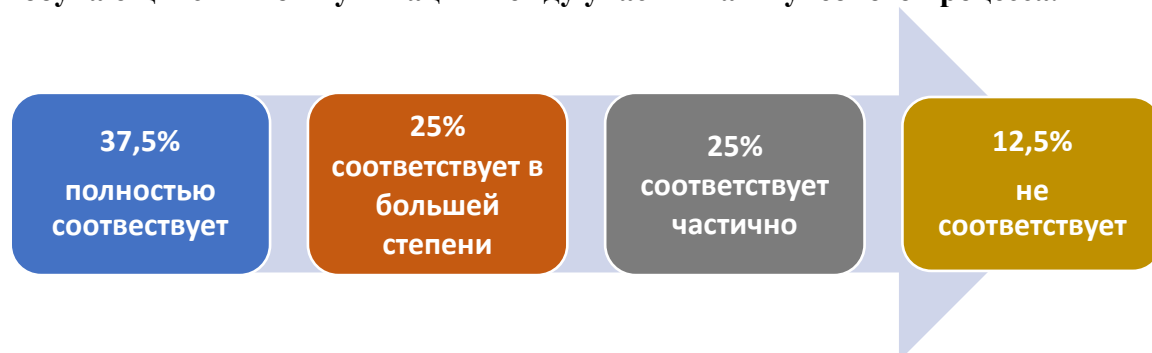 37,5%
полностью
соотвествует
25%
соответствует в
большей
степени
25%
соответствует
частично
12,5%
не
соответствует